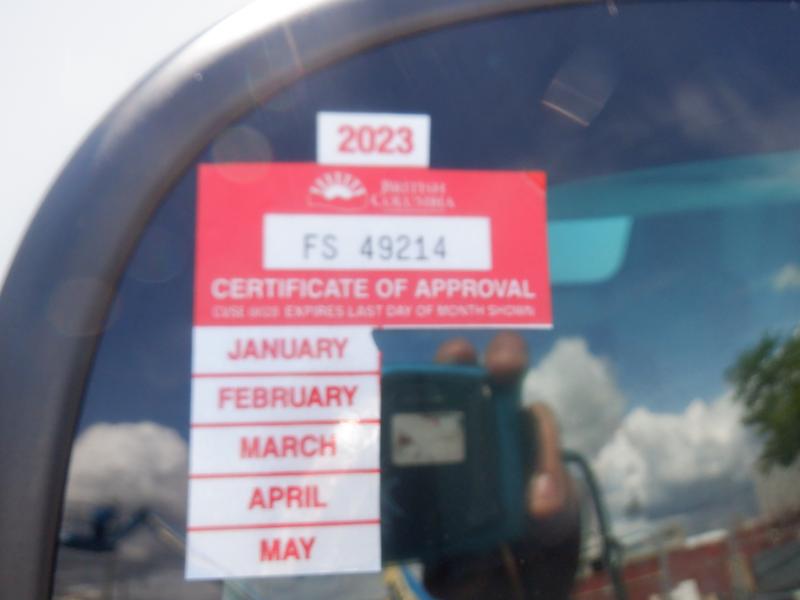 2023
BRITISH
COLUMBIA
FS 49214
CERTIFICATE OF APPROVAL
EXPIRES LAST DAY OF MONTH SHOWN
JANUARY
FEBRUARY
MARCH
APRIL
MAY